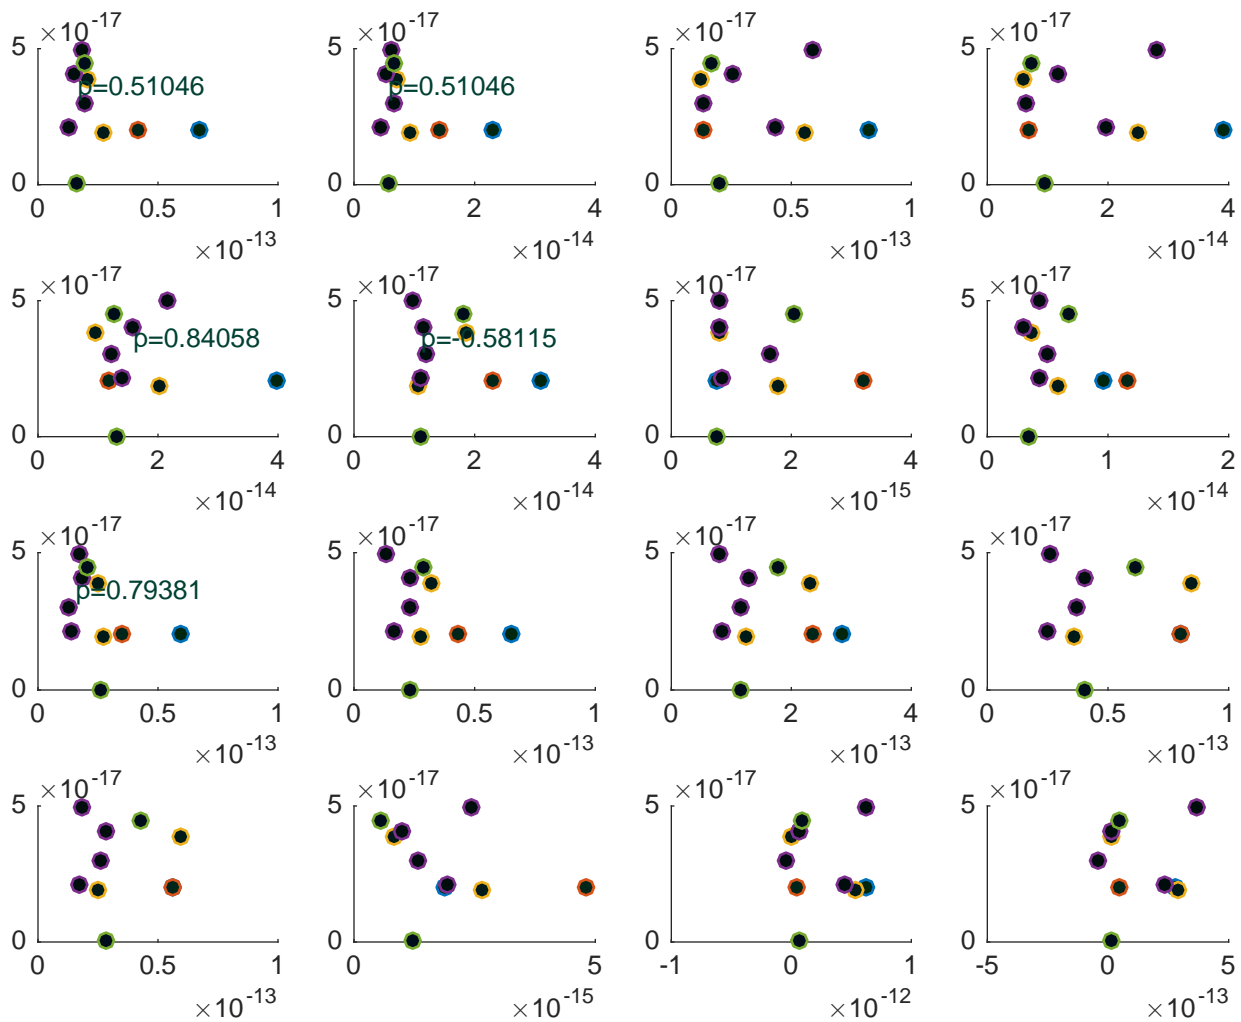 ×10-17 ×10-17 ×10-17 ×10-17
5 5 5 5
p=0.51046 p=0.51046
0 0 0 0
0 0.5 1 0 2 4 0 0.5 1 0 2 4
×10-13 ×10-14 ×10-13 ×10-14
×10-17 ×10-17 ×10-17 ×10-17
5 5 5 5
p=0.84058 p=-0.58115
0 0 0 0
0 2 4 0 2 4 0 2 4 0 1 2
×10-14 ×10-14 ×10-15 ×10-14
×10-17 ×10-17 ×10-17 ×10-17
5 5 5 5
p=0.79381
0 0 0 0
0 0.5 1 0 0.5 1 0 2 4 0 0.5 1
×10-13 ×10-13 ×10-13 ×10-13
×10-17 ×10-17 ×10-17 ×10-17
5 5 5 5
0 0 0 0
0 0.5 1 0 5 -1 0 1 -5 0 5
×10-13 ×10-15 ×10-12 ×10-13